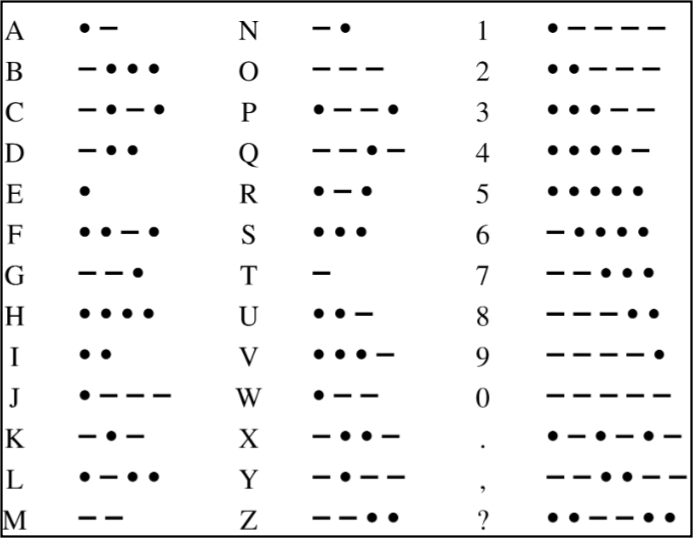 A •– N –• 1 •––––
B –••• O ––– 2 ••–––
C –•–• P •––• 3 •••––
D –•• Q ––•– 4 ••••–
E • R •–• 5 •••••
F ••–• S ••• 6 –••••
G ––• T – 7 ––•••
H •••• U ••– 8 –––••
I •• V •••– 9 ––––•
J •––– W •–– 0 –––––
K –•– X –••– . •–•–•–
L •–•• Y –•–– , ––••––
M –– Z ––•• ? ••––••